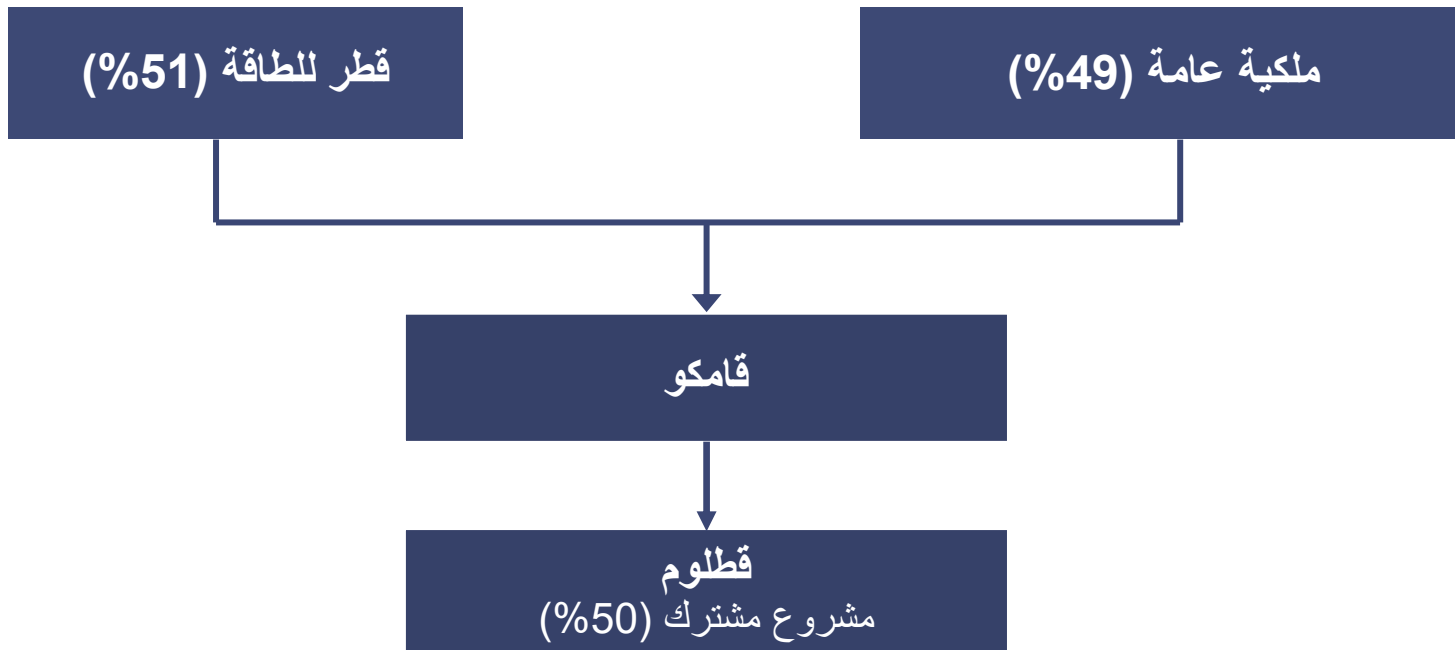 ملكية عامة (49%)
قطر للطاقة (51%)
قامكو
قطلوم
مشروع مشترك (50%)